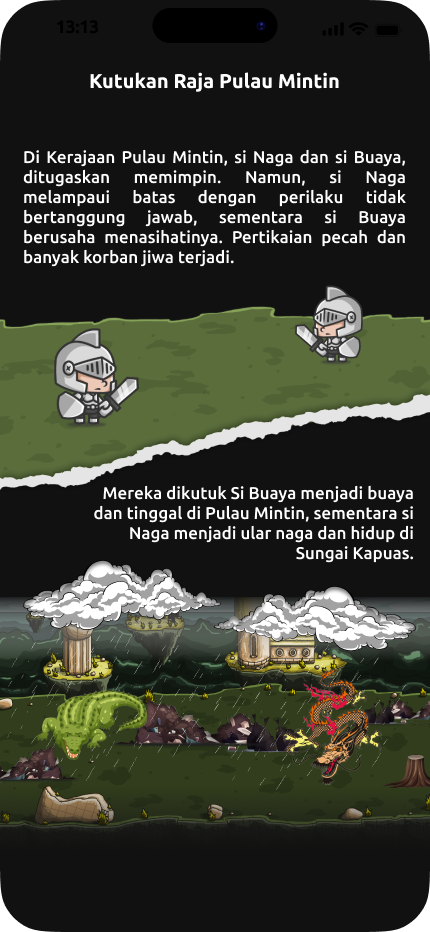 13:13
Kutukan Raja Pulau Mintin
Di Kerajaan Pulau Mintin, si Naga dan si Buaya,
ditugaskan memimpin. Namun, si Naga
melampaui batas dengan perilaku tidak
bertanggung jawab, sementara si Buaya
berusaha menasihatinya. Pertikaian pecah dan
banyak korban jiwa terjadi.
Mereka dikutuk Si Buaya menjadi buaya
dan tinggal di Pulau Mintin, sementara si
Naga menjadi ular naga dan hidup di
Sungai Kapuas.